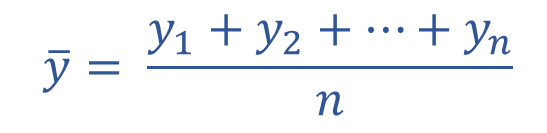 ȳ = (y₁ + y₂ + ⋯ + yₙ) / n